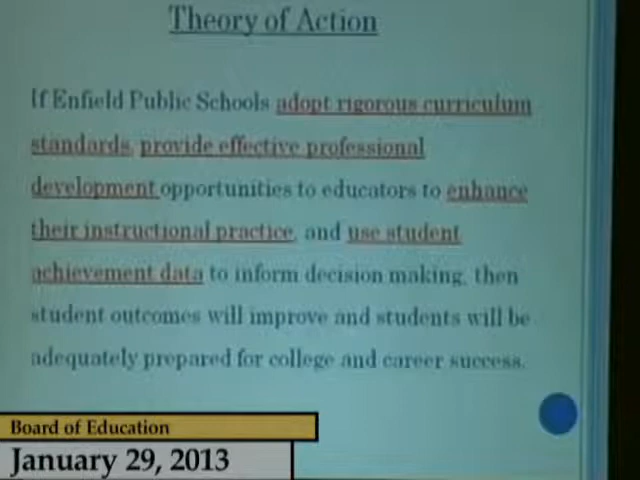 Theory of Action
If Enfield Public Schools adopt rigorous curriculum
standards, provide effective professional
development opportunities to educators to enhance
their instructional practice, and use student
achievement data to inform decision making, then
student outcomes will improve and students will be
adequately prepared for college and career success.
Board of Education
January 29, 2013